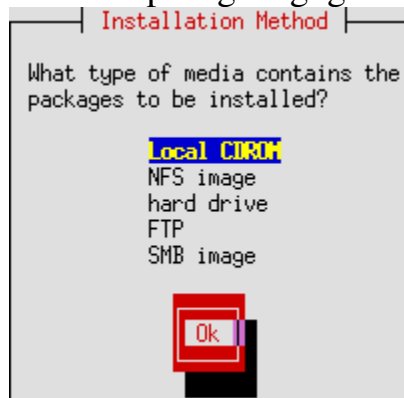 Installation Method
What type of media contains the
packages to be installed?
Local CDROM
NFS image
hard drive
FTP
SMB image
Ok